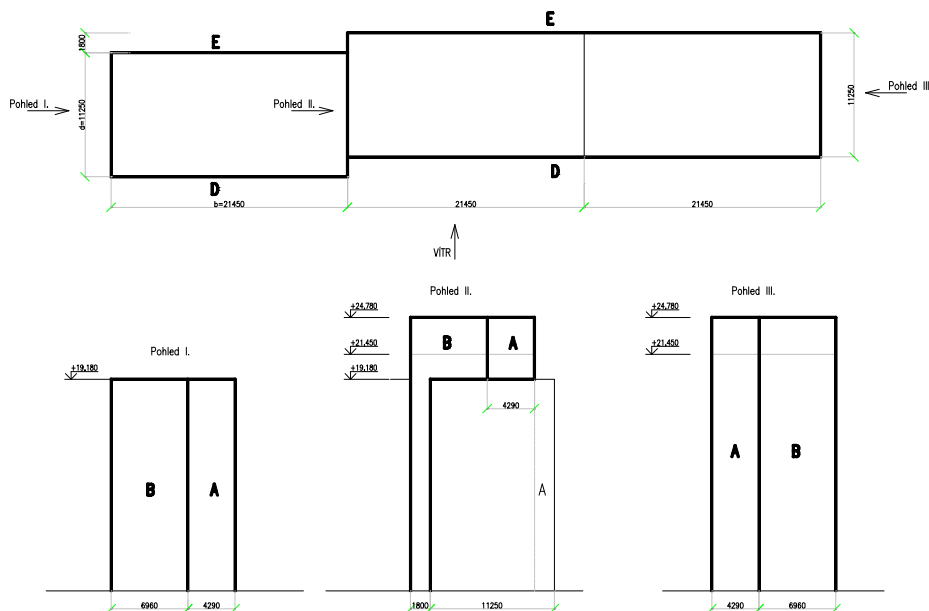 E
1800
E
Pohled I.
d=11250
Pohled II.
11250
Pohled III
D
D
b=21450
21450
21450
VÍTR
Pohled II.
Pohled III.
Pohled I.
+24,780
+24,780
B
A
+21,450
+21,450
+19,180
+19,180
4290
B
A
A
A
B
6960
4290
1800
11250
4290
6960